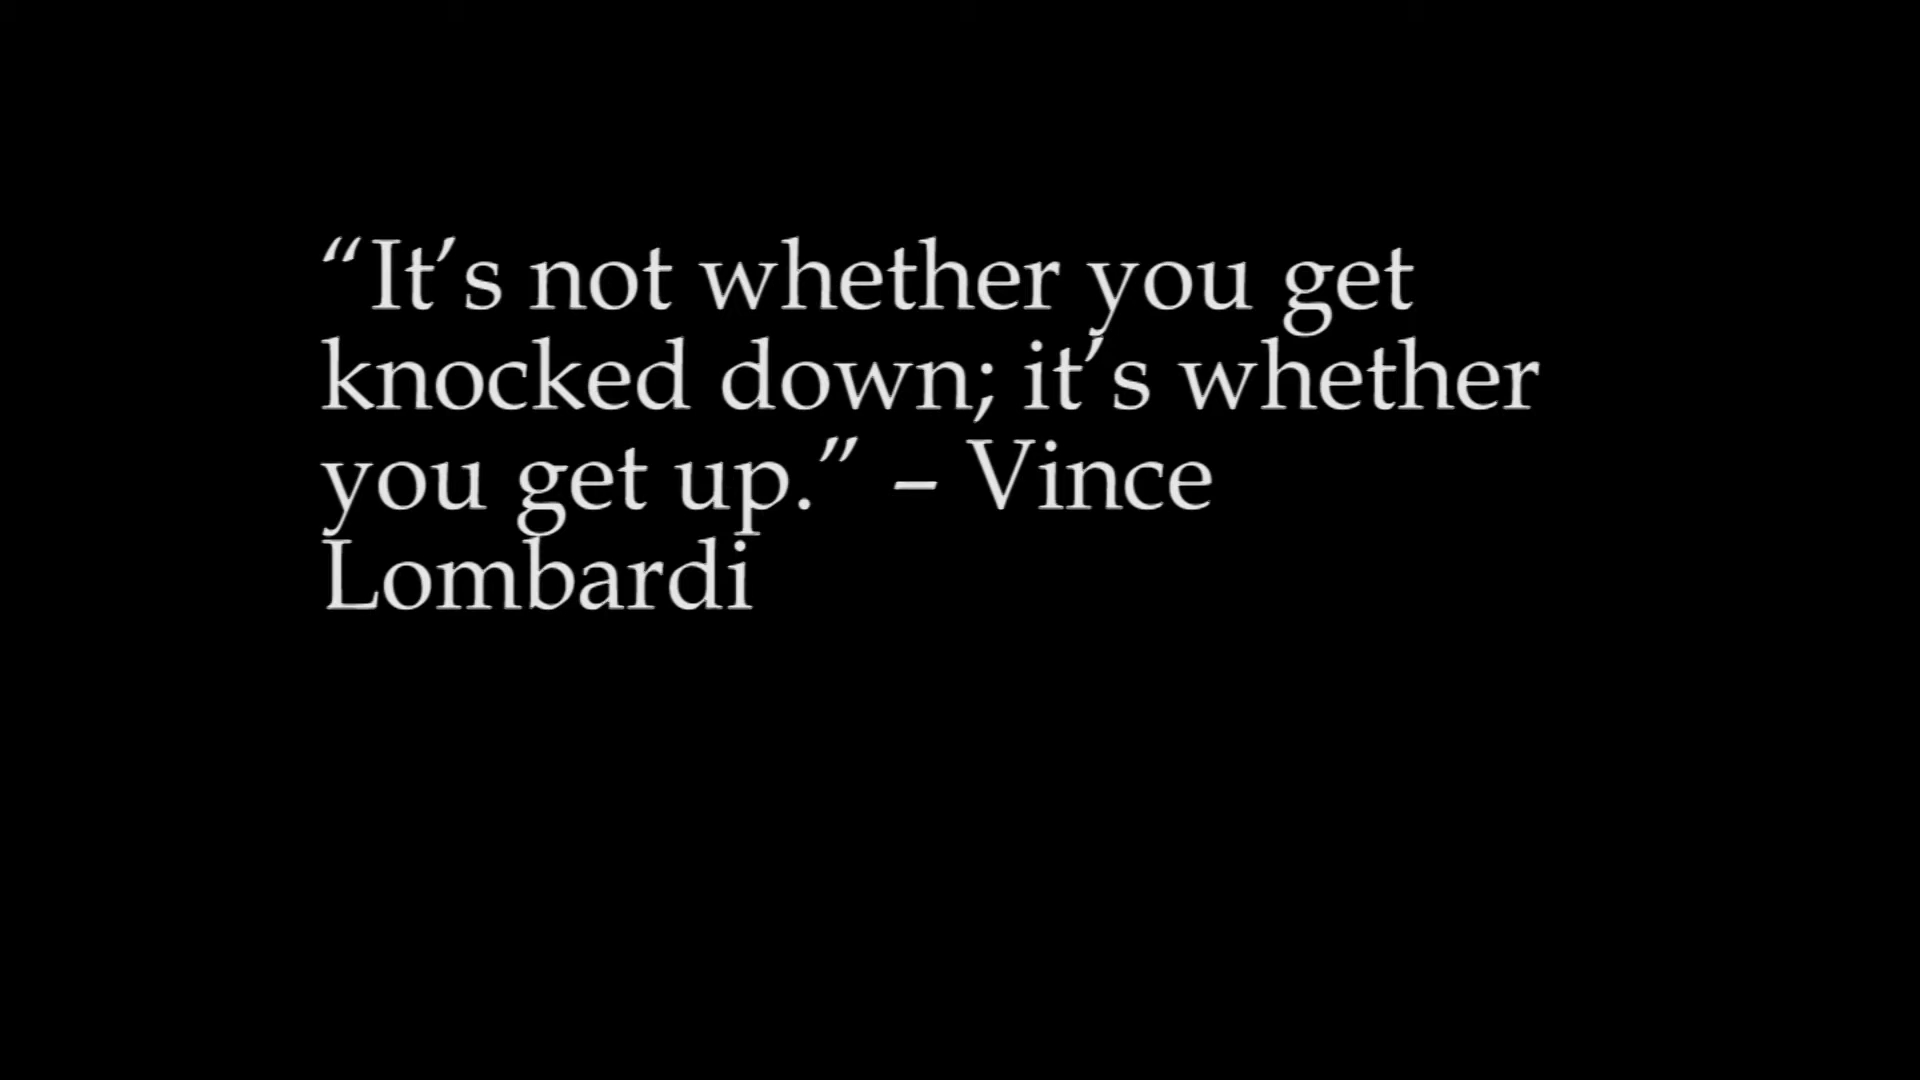 “It’s not whether you get
knocked down; it’s whether
you get up.” – Vince
Lombardi